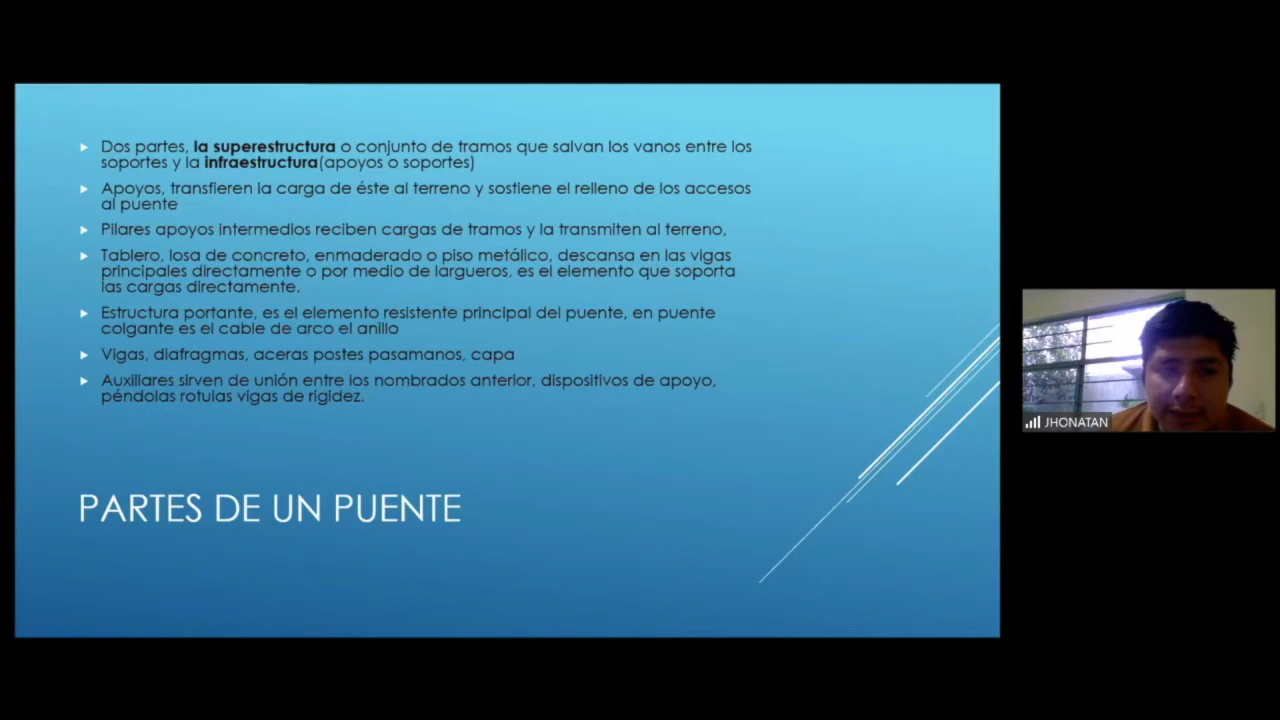 Dos partes, la superestructura o conjunto de tramos que salvan los vanos entre los
soportes y la infraestructura(apoyos o soportes)
Apoyos, transfieren la carga de éste al terreno y sostiene el relleno de los accesos
al puente
Pilares apoyos intermedios reciben cargas de tramos y la transmiten al terreno,
Tablero, losa de concreto, enmaderado o piso metálico, descansa en las vigas
principales directamente o por medio de largueros, es el elemento que soporta
las cargas directamente.
Estructura portante, es el elemento resistente principal del puente, en puente
colgante es el cable de arco el anillo
Vigas, diafragmas, aceras postes pasamanos, capa
Auxiliares sirven de unión entre los nombrados anterior, dispositivos de apoyo,
péndolas rotulas vigas de rigidez.
PARTES DE UN PUENTE
JHONATAN